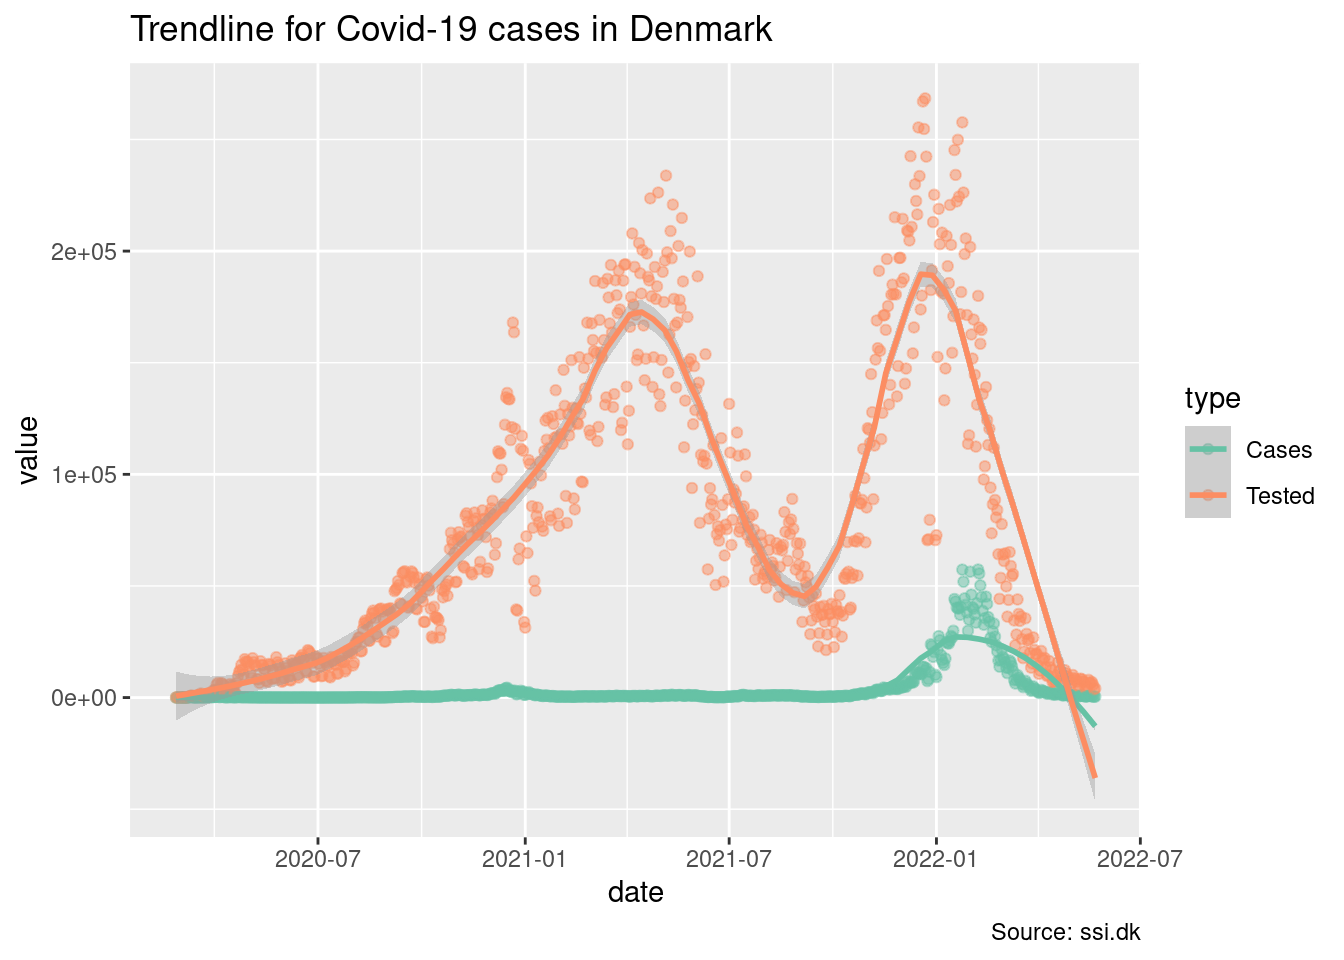 Trendline for Covid-19 cases in Denmark
value
2e+05
1e+05
0e+00
2020-07
2021-01
2021-07
2022-01
2022-07
date
type
Cases
Tested
Source: ssi.dk